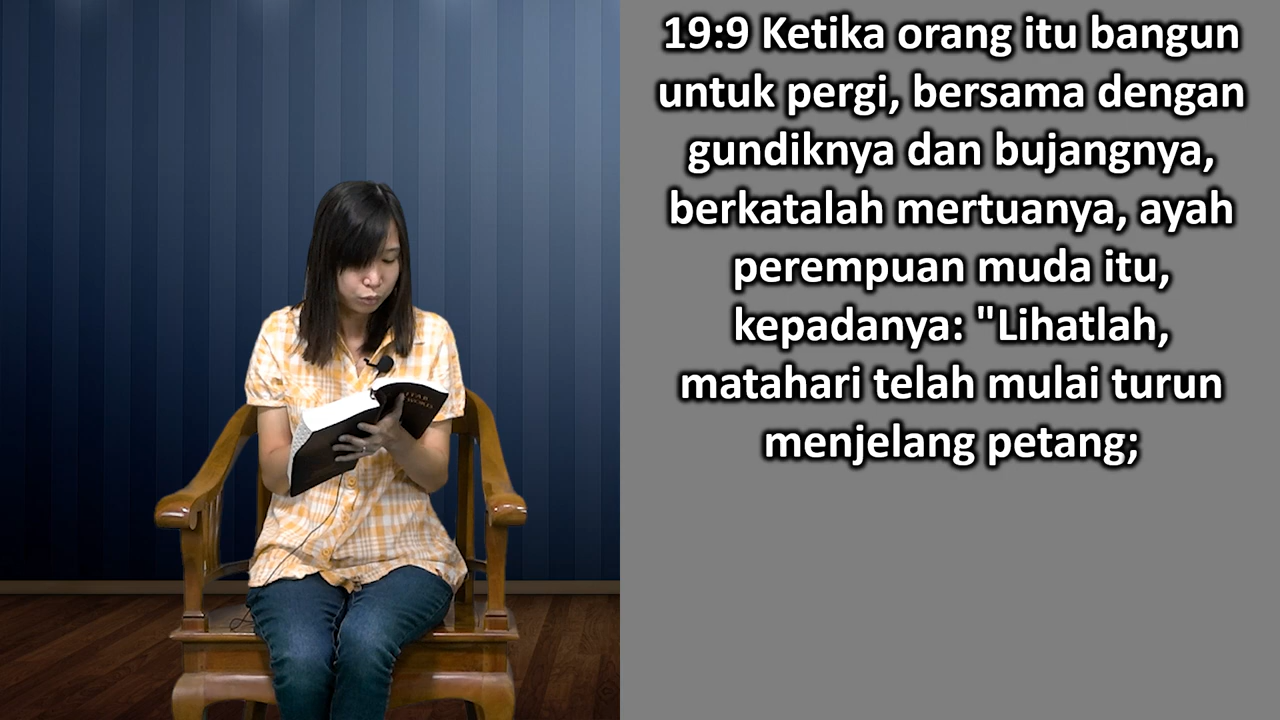 19:9 Ketika orang itu bangun
untuk pergi, bersama dengan
gundiknya dan bujangnya,
berkatalah mertuanya, ayah
perempuan muda itu,
kepadanya: "Lihatlah,
matahari telah mulai turun
menjelang petang;